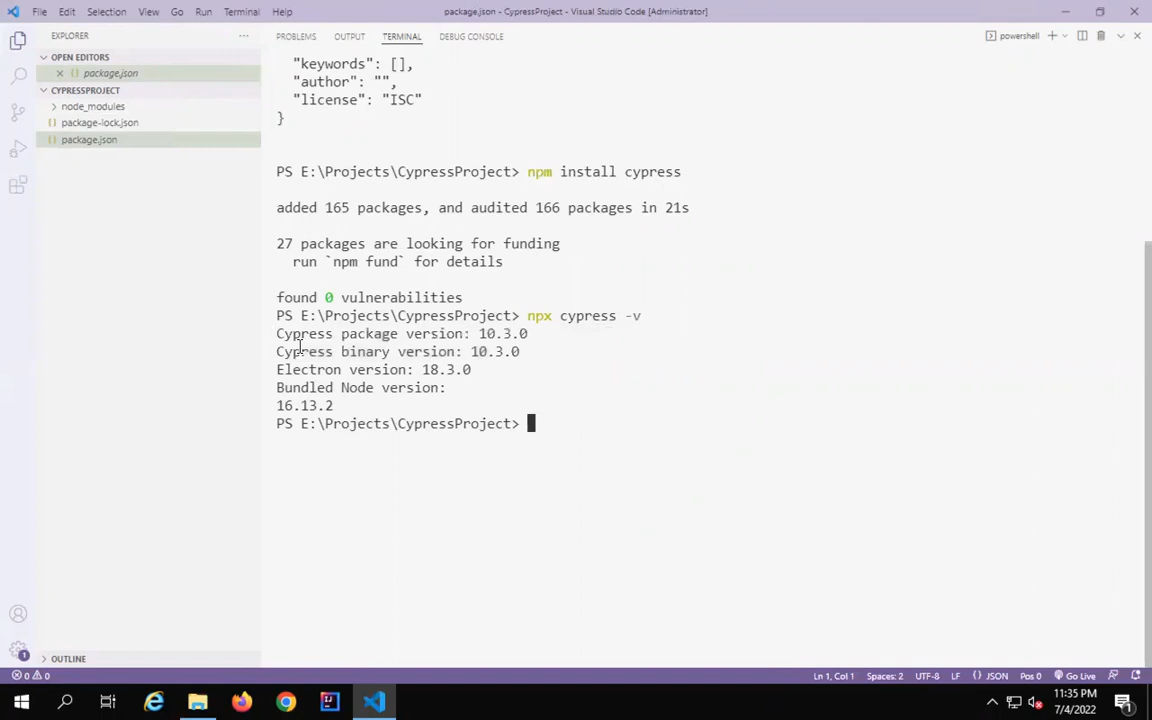 File Edit Selection View Go Run Terminal Help
package.json - CypressProject - Visual Studio Code [Administrator]
EXPLORER
OPEN EDITORS
package.json
CYPRESSPROJECT
node_modules
package-lock.json
package.json
OUTLINE
PROBLEMS OUTPUT TERMINAL DEBUG CONSOLE
powershell
"keywords": [],
"author": "",
"license": "ISC"
}
PS E:\Projects\CypressProject> npm install cypress
added 165 packages, and audited 166 packages in 21s
27 packages are looking for funding
run `npm fund` for details
found 0 vulnerabilities
PS E:\Projects\CypressProject> npx cypress -v
Cypress package version: 10.3.0
Cypress binary version: 10.3.0
Electron version: 18.3.0
Bundled Node version:
16.13.2
PS E:\Projects\CypressProject>
1
0 0
Ln 1, Col 1 Spaces: 2 UTF-8 LF {} JSON Pos 0 Go Live
11:35 PM
7/4/2022
1